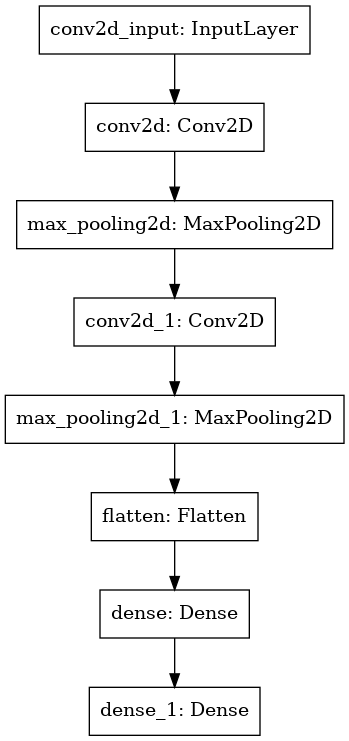 conv2d_input: InputLayer
conv2d: Conv2D
max_pooling2d: MaxPooling2D
conv2d_1: Conv2D
max_pooling2d_1: MaxPooling2D
flatten: Flatten
dense: Dense
dense_1: Dense